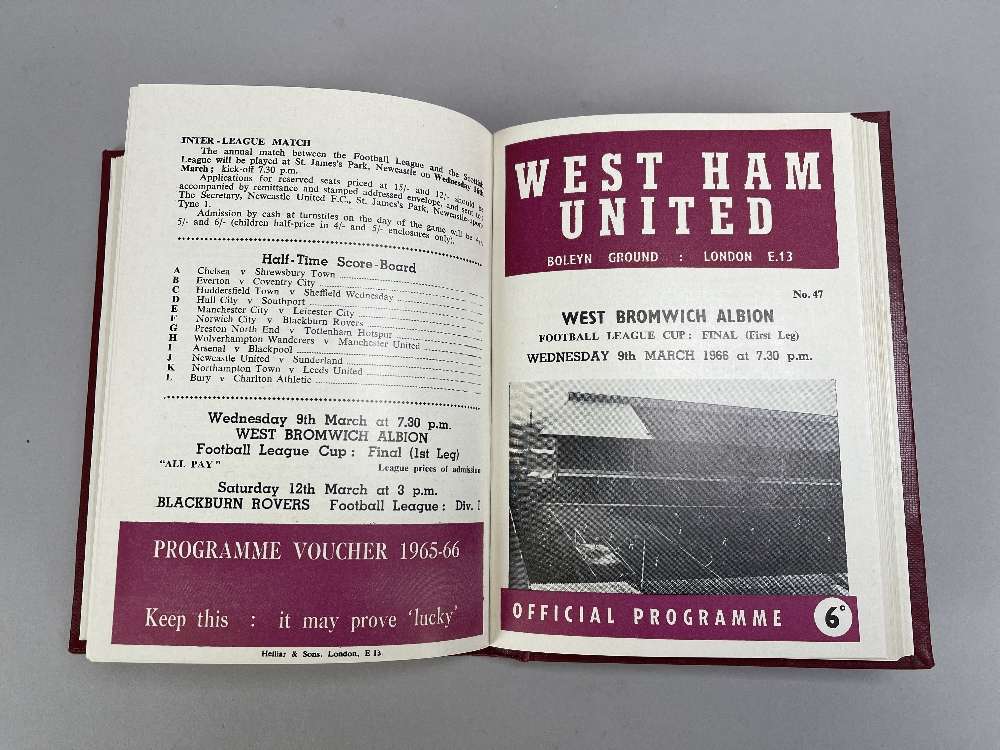 INTER-LEAGUE MATCH
The annual match between the Football League and the Scottish
League will be played at St. James's Park, Newcastle on Wednesday 16th
March; kick-off 7.30 p.m.
Applications for reserved seats priced at 15/- and 12/- should be
accompanied by remittance and stamped addressed envelope, and sent to
The Secretary, Newcastle United F.C., St. James's Park, Newcastle-upon-
Tyne 1.
Admission by cash at turnstiles on the day of the game will be
5/- and 6/- (children half-price in 4/- and 5/- enclosures only).
Half-Time Score-Board
A Chelsea v Shrewsbury Town
B Everton v Coventry City
C Huddersfield Town v Sheffield Wednesday
D Hull City v Southport
E Manchester City v Leicester City
F Norwich City v Blackburn Rovers
G Preston North End v Tottenham Hotspur
H Wolverhampton Wanderers v Manchester United
I Arsenal v Blackpool
J Newcastle United v Sunderland
K Northampton Town v Leeds United
L Bury v Charlton Athletic
Wednesday 9th March at 7.30 p.m.
WEST BROMWICH ALBION
Football League Cup: Final (1st Leg)
"ALL PAY" League prices of admission
Saturday 12th March at 3 p.m.
BLACKBURN ROVERS Football League: Div. I
PROGRAMME VOUCHER 1965-66
Keep this : it may prove 'lucky'
Helliar & Sons, London, E 13
WEST HAM
UNITED
BOLEYN GROUND : LONDON E.13
No. 47
WEST BROMWICH ALBION
FOOTBALL LEAGUE CUP: FINAL (First Leg)
WEDNESDAY 9th MARCH 1966 at 7.30 p.m.
OFFICIAL PROGRAMME 6D